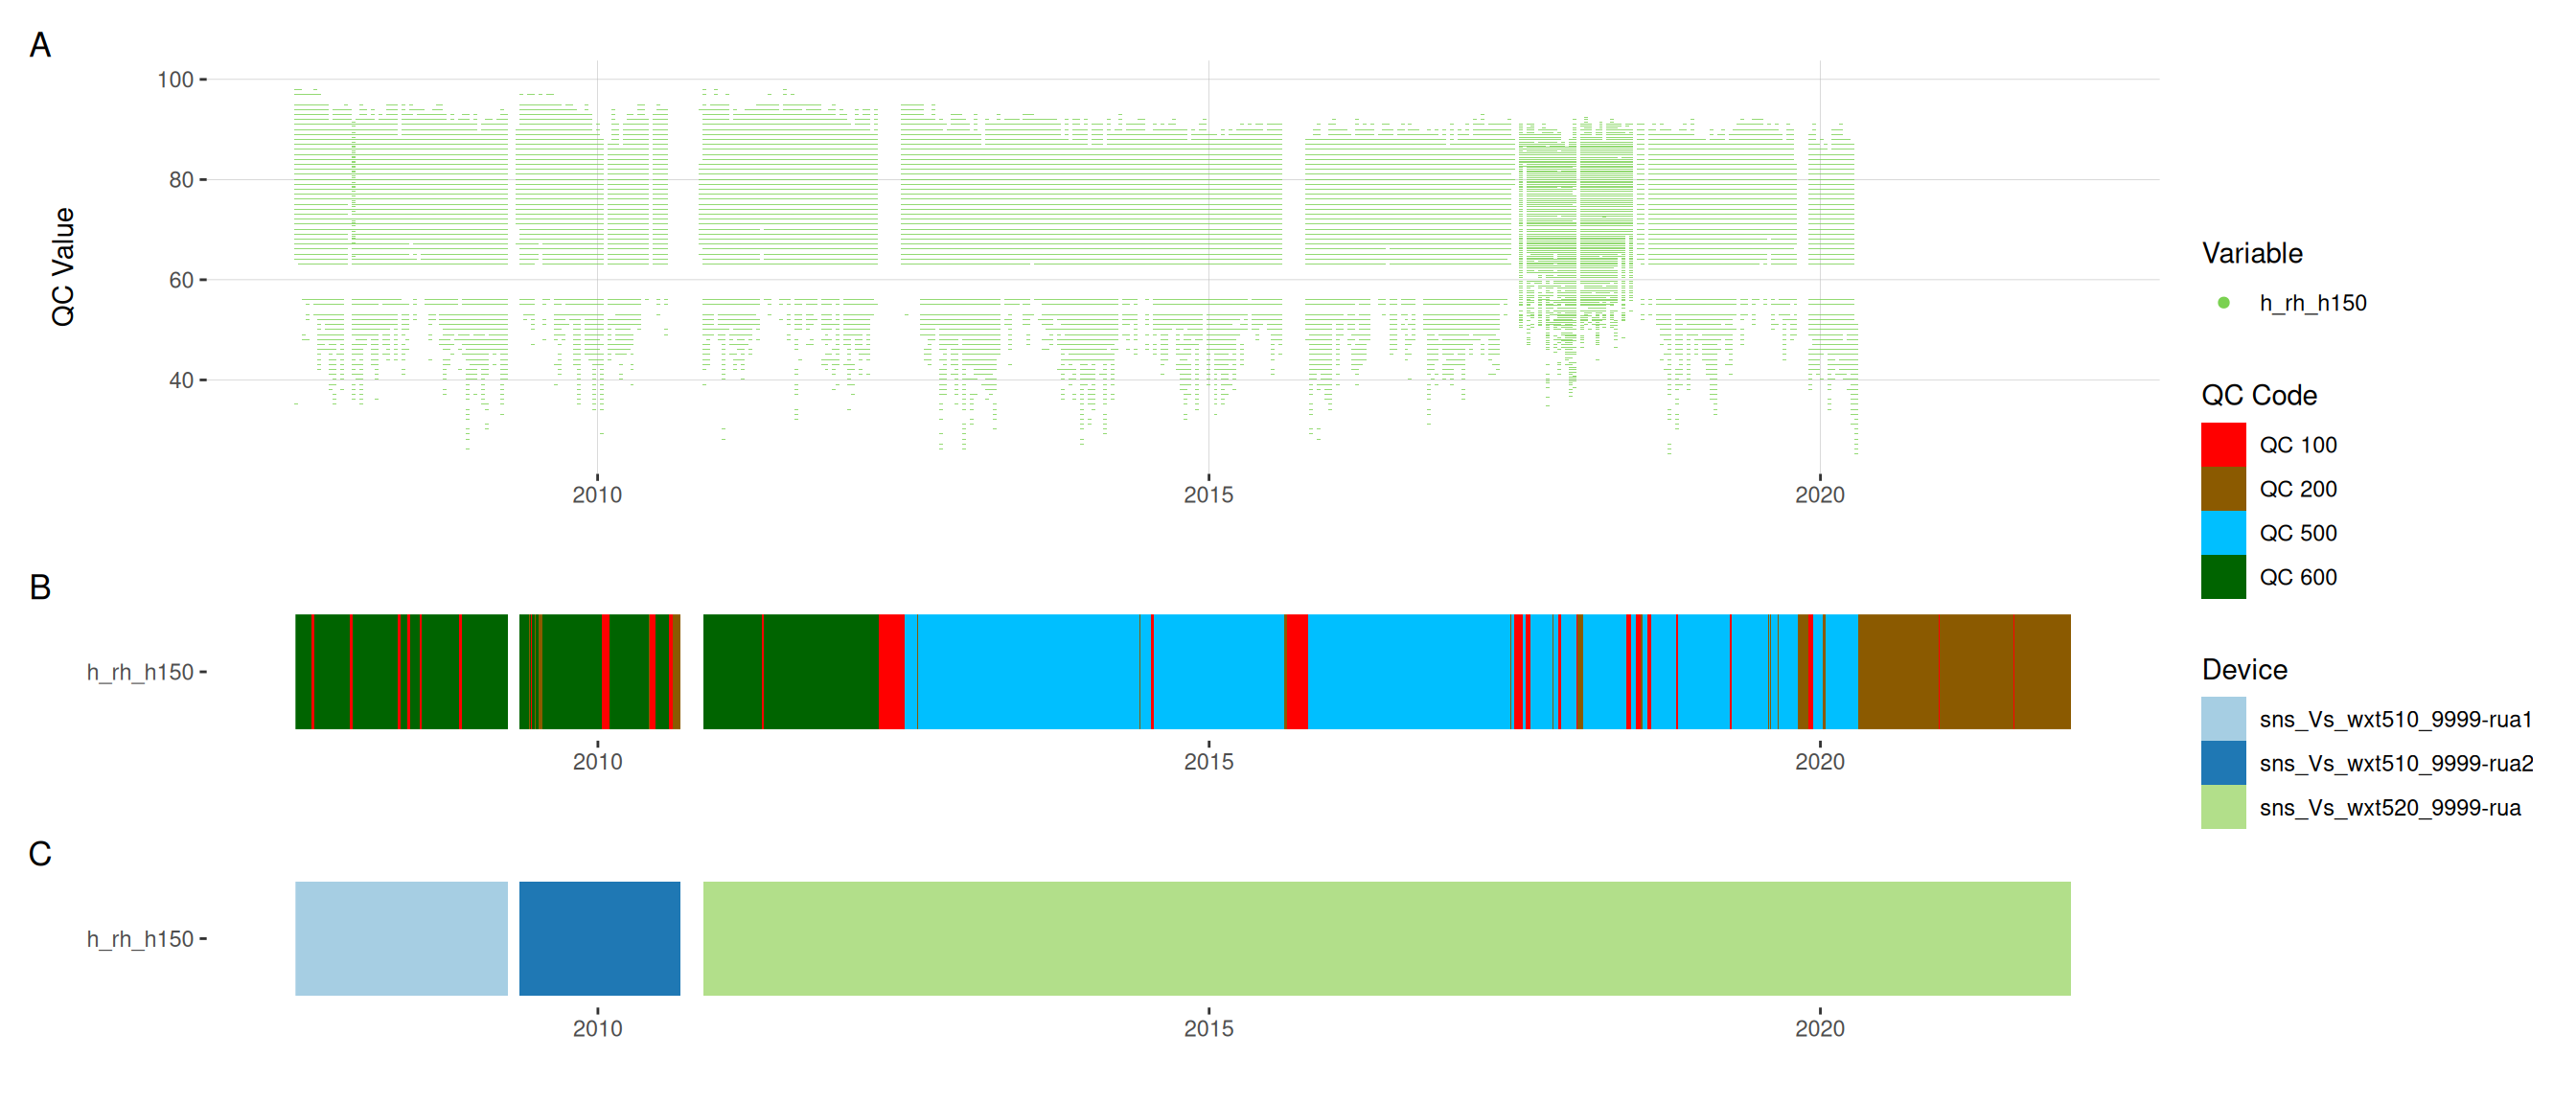 A
100
80
60
40
QC Value
2010 2015 2020
Variable
h_rh_h150
QC Code
QC 100
QC 200
QC 500
QC 600
Device
sns_Vs_wxt510_9999-rua1
sns_Vs_wxt510_9999-rua2
sns_Vs_wxt520_9999-rua
B
h_rh_h150
2010 2015 2020
C
h_rh_h150
2010 2015 2020